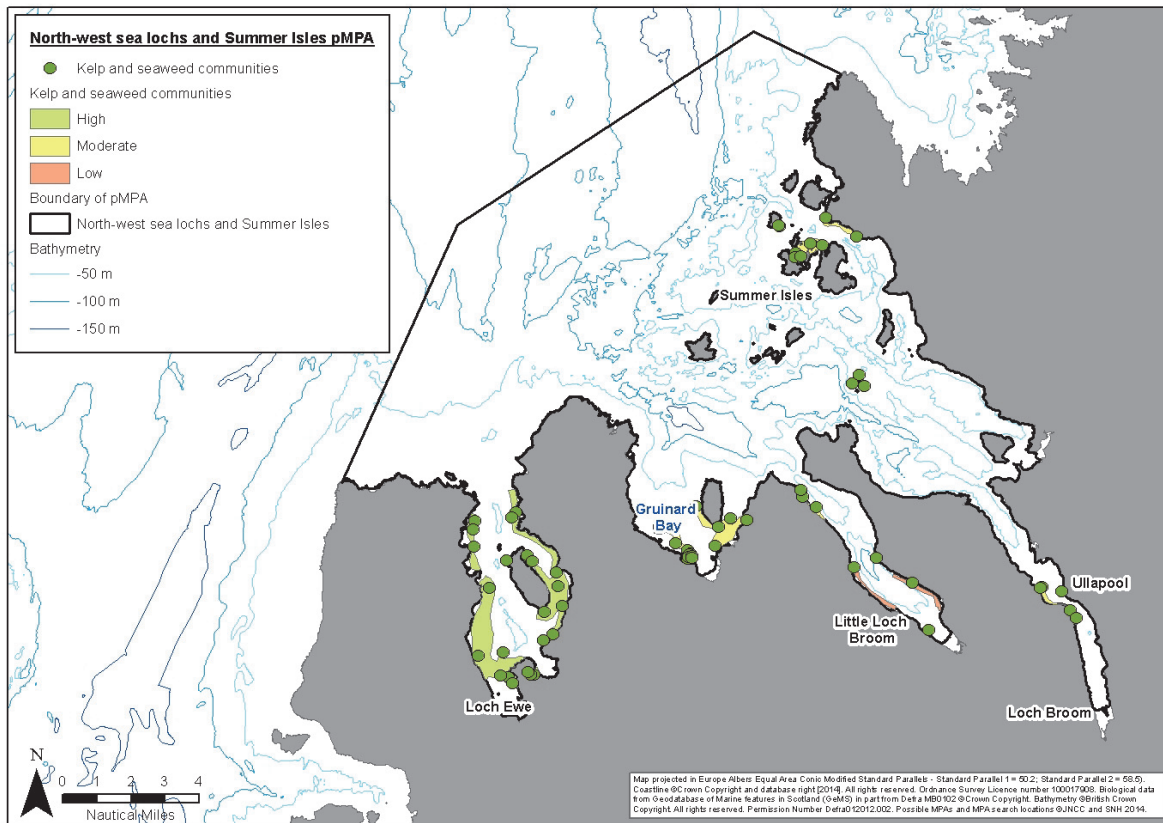 North-west sea lochs and Summer Isles pMPA
Kelp and seaweed communities
Kelp and seaweed communities
High
Moderate
Low
Boundary of pMPA
North-west sea lochs and Summer Isles
Bathymetry
-50 m
-100 m
-150 m
Summer Isles
Gruinard
Bay
Ullapool
Little Loch
Broom
Loch Ewe
Loch Broom
N
0 1 2 3 4
Nautical Miles
Map projected in Europe Albers Equal Area Conic Modified Standard Parallels - Standard Parallel 1 = 50.2; Standard Parallel 2 = 58.5).
Coastline ©Crown Copyright and database right [2014]. All rights reserved. Ordnance Survey Licence number 100017908. Biological data
from Geodatabase of Marine features in Scotland (GeMS) in part from Defra MB0102 ©Crown Copyright. Bathymetry ©British Crown
Copyright. All rights reserved. Permission Number Defra012012.002. Possible MPAs and MPA search locations ©JNCC and SNH 2014.